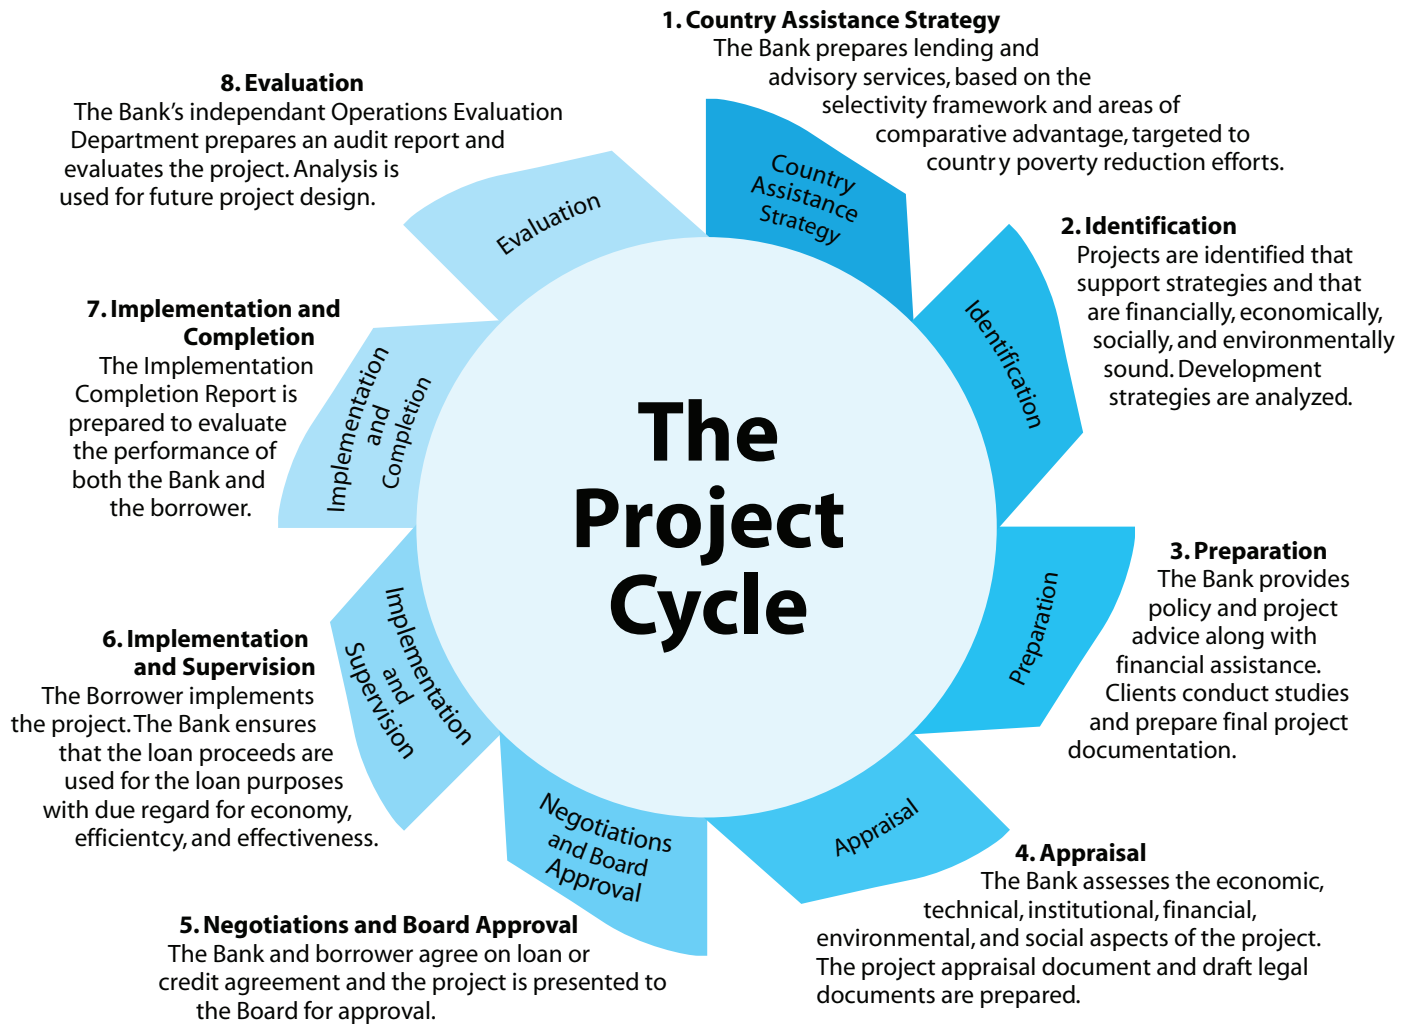 1. Country Assistance Strategy
The Bank prepares lending and
advisory services, based on the
selectivity framework and areas of
comparative advantage, targeted to
country poverty reduction efforts.
2. Identification
Projects are identified that
support strategies and that
are financially, economically,
socially, and environmentally
sound. Development
strategies are analyzed.
3. Preparation
The Bank provides
policy and project
advice along with
financial assistance.
Clients conduct studies
and prepare final project
documentation.
4. Appraisal
The Bank assesses the economic,
technical, institutional, financial,
environmental, and social aspects of the project.
The project appraisal document and draft legal
documents are prepared.
5. Negotiations and Board Approval
The Bank and borrower agree on loan or
credit agreement and the project is presented to
the Board for approval.
6. Implementation
and Supervision
The Borrower implements
the project. The Bank ensures
that the loan proceeds are
used for the loan purposes
with due regard for economy,
efficientcy, and effectiveness.
7. Implementation and
Completion
The Implementation
Completion Report is
prepared to evaluate
the performance of
both the Bank and
the borrower.
8. Evaluation
The Bank's independant Operations Evaluation
Department prepares an audit report and
evaluates the project. Analysis is
used for future project design.
Country
Assistance
Strategy
Identification
Preparation
Appraisal
Negotiations
and Board
Approval
Implementation
and
Supervision
Implementation
and
Completion
Evaluation
The
Project
Cycle